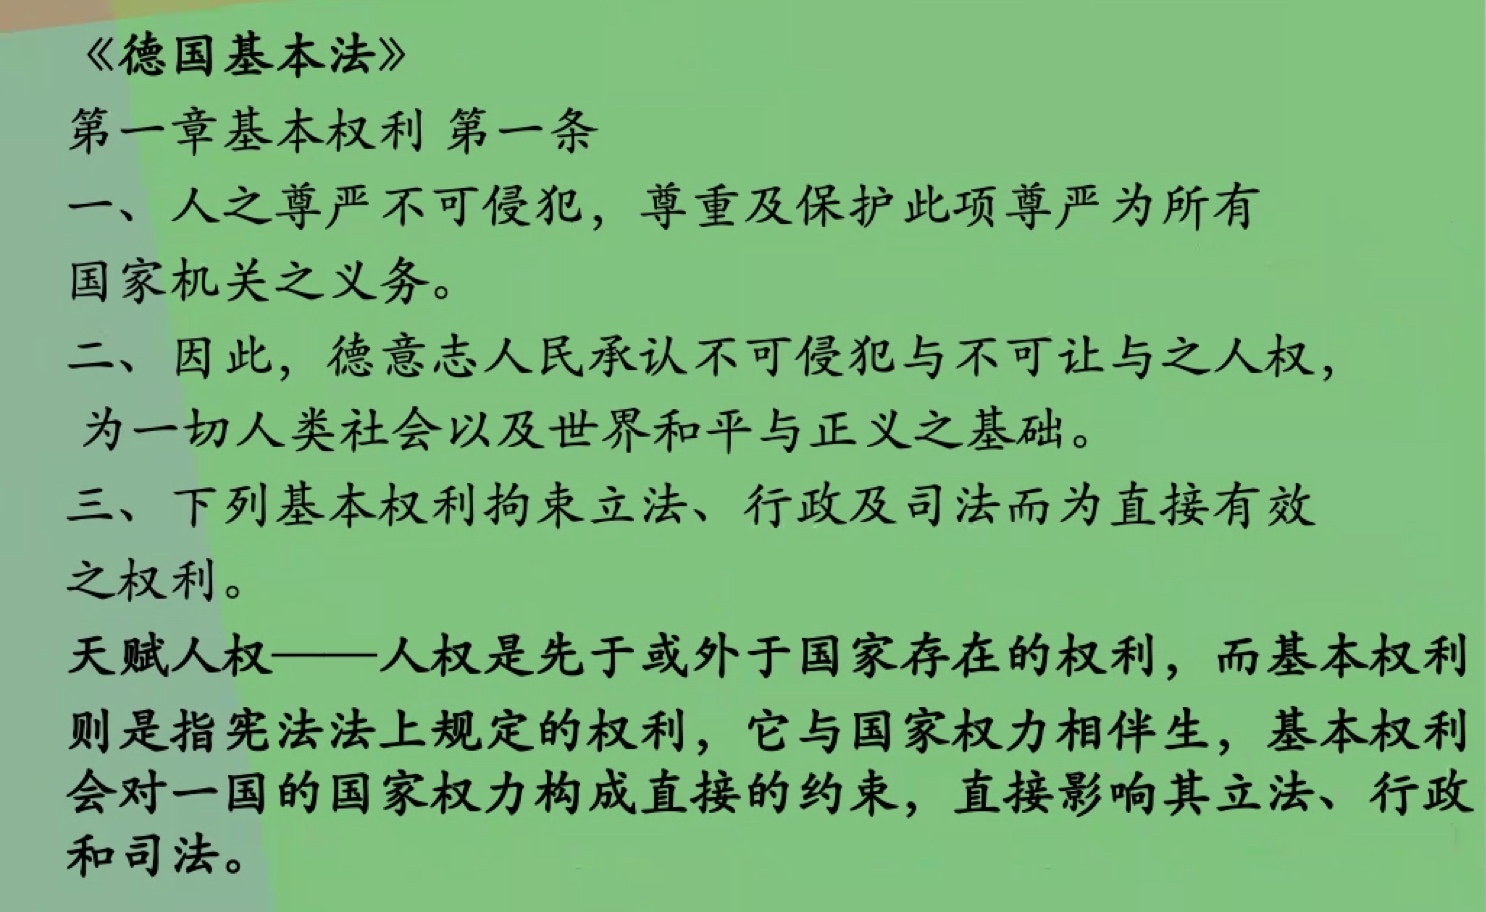 《德国基本法》
第一章基本权利 第一条
一、人之尊严不可侵犯，尊重及保护此项尊严为所有
国家机关之义务。
二、因此，德意志人民承认不可侵犯与不可让与之人权，
为一切人类社会以及世界和平与正义之基础。
三、下列基本权利拘束立法、行政及司法而为直接有效
之权利。
天赋人权——人权是先于或外于国家存在的权利，而基本权利
则是指宪法法上规定的权利，它与国家权力相伴生，基本权利
会对一国的国家权力构成直接的约束，直接影响其立法、行政
和司法。